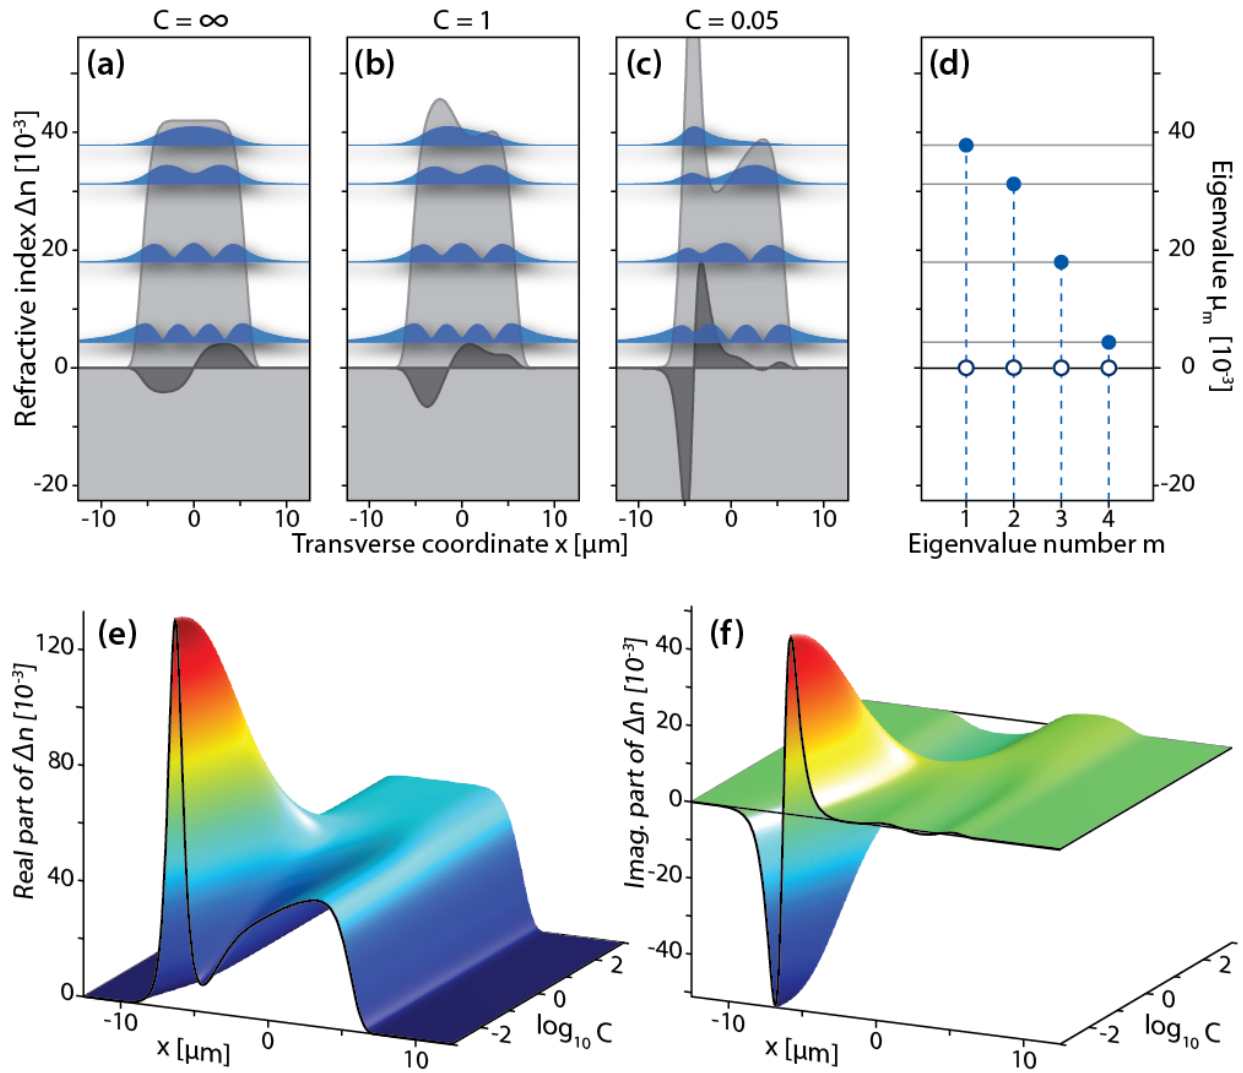 C = ∞
C = 1
C = 0.05
(a)
(b)
(c)
(d)
Refractive index Δn [10⁻³]
40
20
0
-20
40
20
0
-20
Eigenvalue μₘ [10⁻³]
-10 0 10
-10 0 10
-10 0 10
1 2 3 4
Transverse coordinate x [μm]
Eigenvalue number m
(e)
Real part of Δn [10⁻³]
120
80
40
0
-10 0 10
x [μm]
-2 0 2
log₁₀ C
(f)
Imag. part of Δn [10⁻³]
40
20
0
-20
-40
-10 0 10
x [μm]
-2 0 2
log₁₀ C